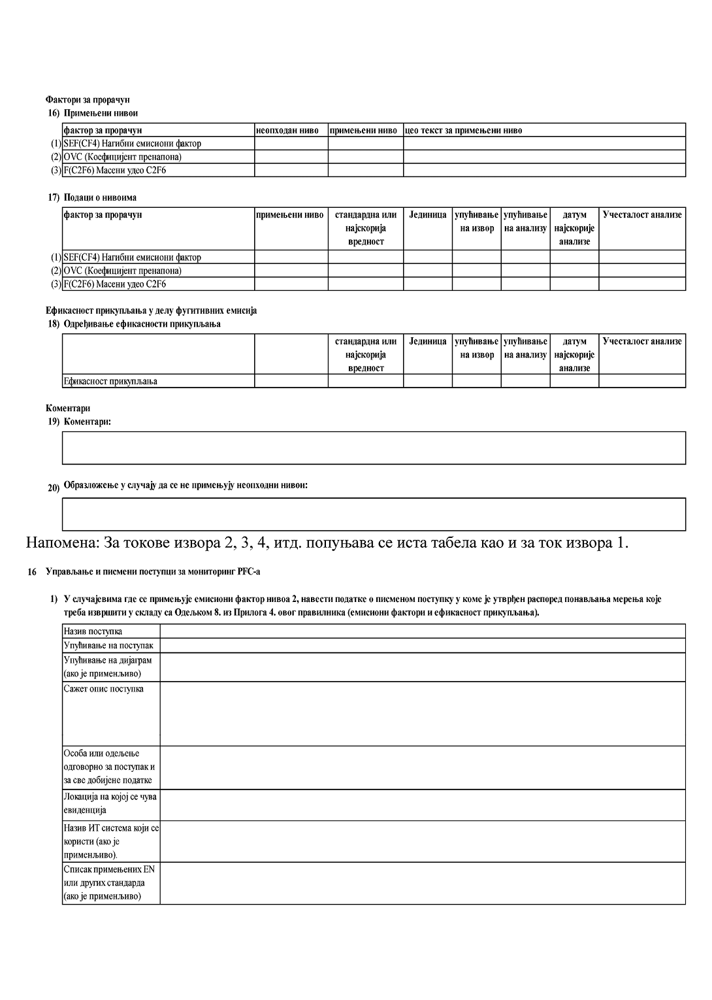 Фактори за прорачун
16) Примењени нивои
фактор за прорачун неопходан ниво примењени ниво цео текст за примењени ниво
(1) SEF(CF4) Нагибни емисиони фактор
(2) OVC (Коефицијент пренапона)
(3) F(C2F6) Масени удео C2F6
17) Подаци о нивоима
фактор за прорачун примењени ниво стандардна или Јединица упућивање упућивање датум Учесталост анализе
најскорија на извор на анализу најскорије
вредност анализе
(1) SEF(CF4) Нагибни емисиони фактор
(2) OVC (Коефицијент пренапона)
(3) F(C2F6) Масени удео C2F6
Ефикасност прикупљања у делу фугитивних емисија
18) Одређивање ефикасности прикупљања
стандардна или Јединица упућивање упућивање датум Учесталост анализе
најскорија на извор на анализу најскорије
вредност анализе
Ефикасност прикупљања
Коментари
19) Коментари:
20) Образложење у случају да се не примењују неопходни нивои:
Напомена: За токове извора 2, 3, 4, итд. попуњава се иста табела као и за ток извора 1.
16 Управљање и писмени поступци за мониторинг PFC-а
1) У случајевима где се примењује емисиони фактор нивоа 2, навести податке о писменом поступку у коме је утврђен распоред понављања мерења које
треба извршити у складу са Одељком 8. из Прилога 4. овог правилника (емисиони фактори и ефикасност прикупљања).
Назив поступка
Упућивање на поступак
Упућивање на дијаграм
(ако је применљиво)
Сажет опис поступка
Особа или одељење
одговорно за поступак и
за све добијене податке
Локација на којој се чува
евиденција
Назив ИТ система који се
користи (ако је
применљиво).
Списак примењених EN
или других стандарда
(ако је применљиво)